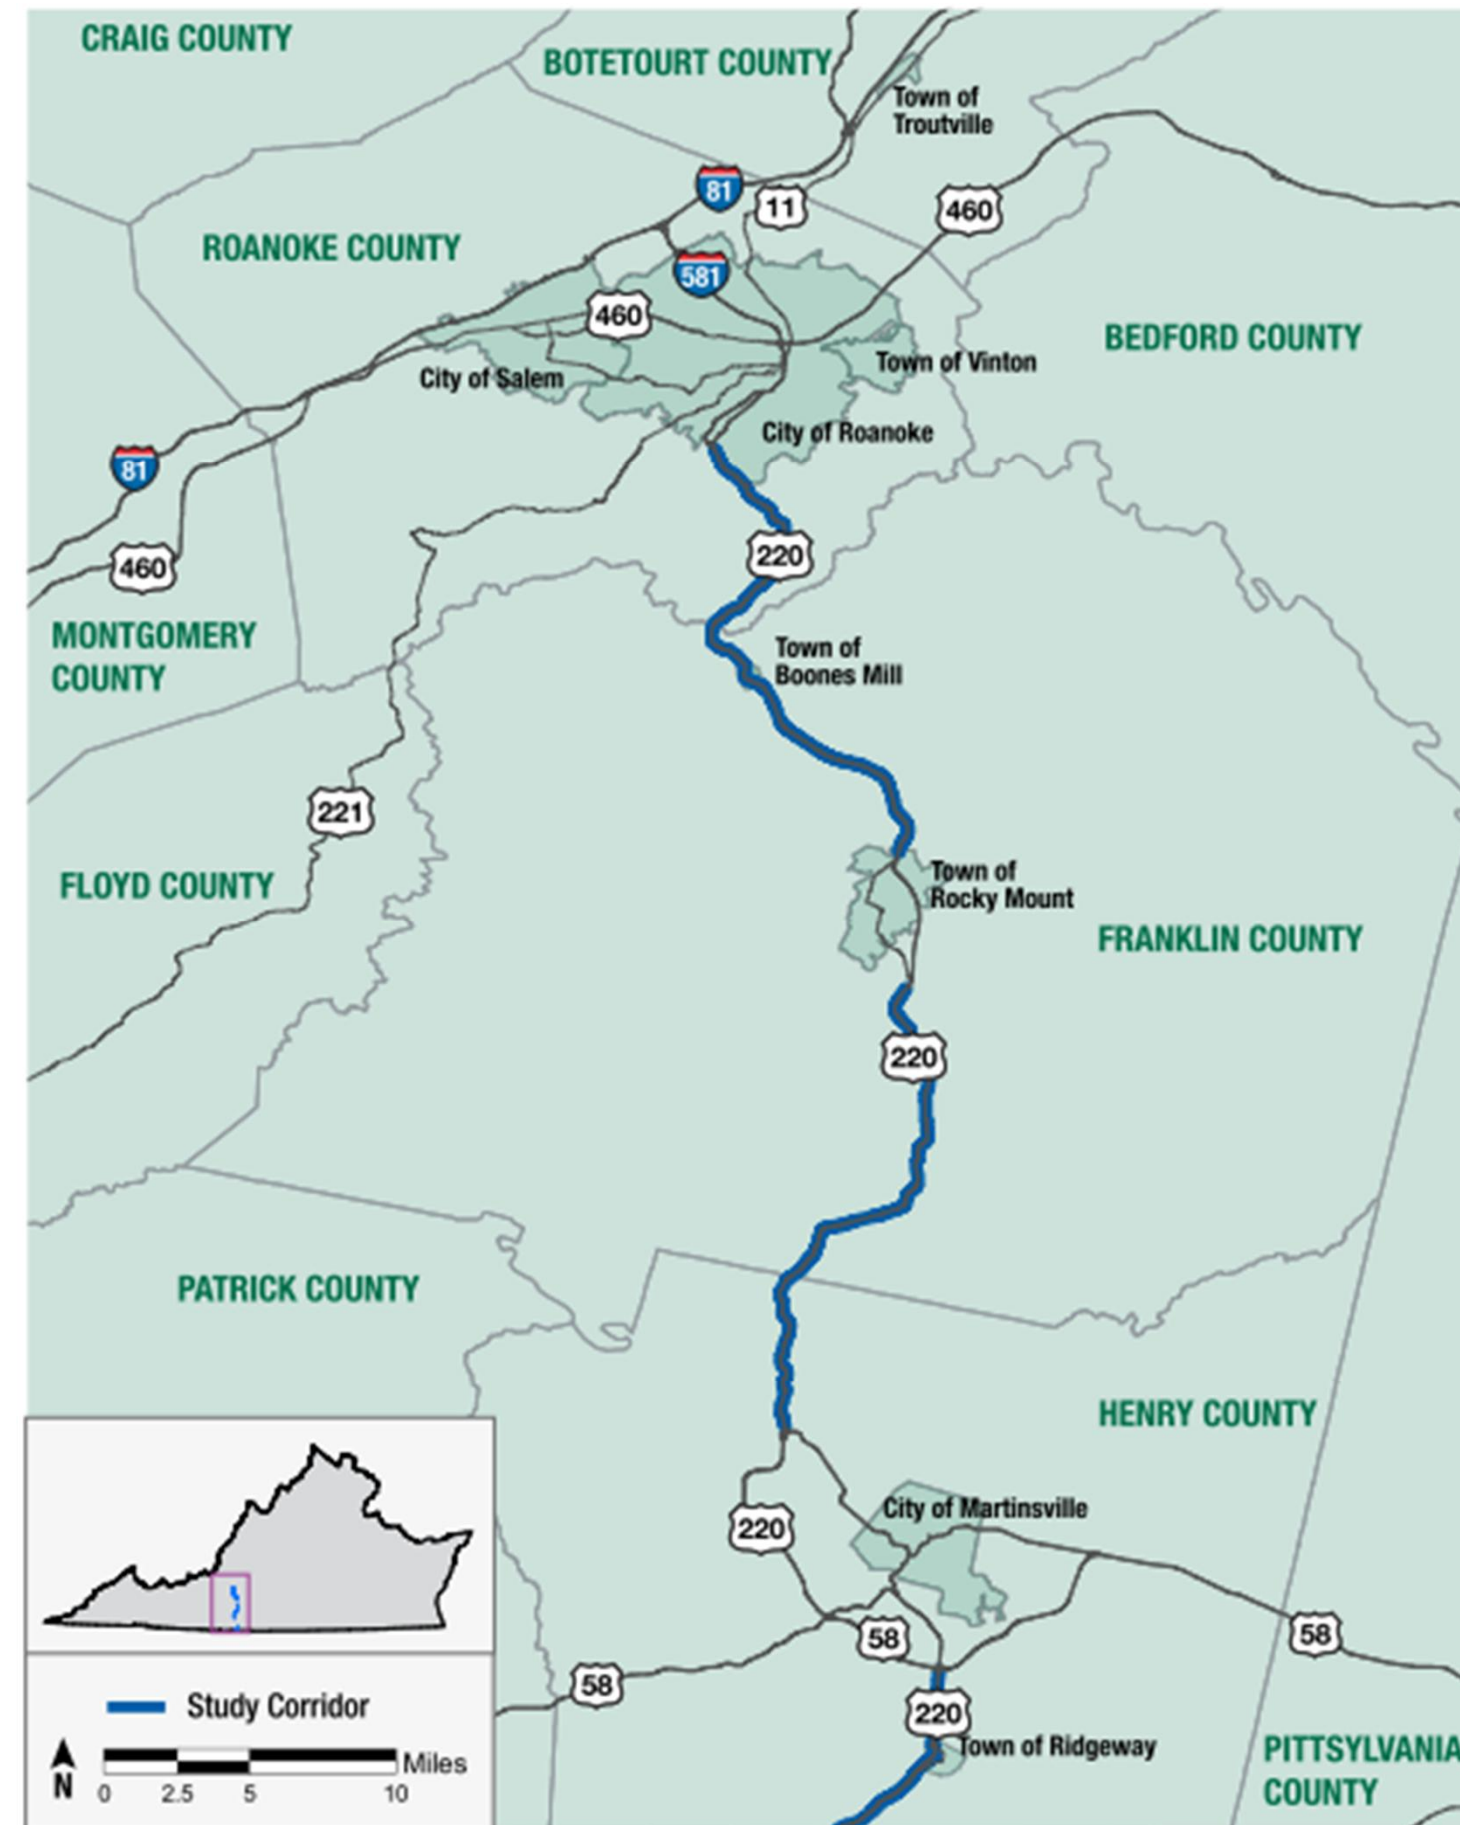 CRAIG COUNTY
BOTETOURT COUNTY
Town of
Troutville
81
11
460
ROANOKE COUNTY
581
460
BEDFORD COUNTY
Town of Vinton
City of Salem
City of Roanoke
81
460
220
MONTGOMERY
COUNTY
Town of
Boones Mill
221
FLOYD COUNTY
Town of
Rocky Mount
FRANKLIN COUNTY
220
PATRICK COUNTY
HENRY COUNTY
City of Martinsville
220
58
58
58
220
Town of Ridgeway
PITTSYLVANIA
COUNTY
Study Corridor
N
Miles
0 2.5 5 10